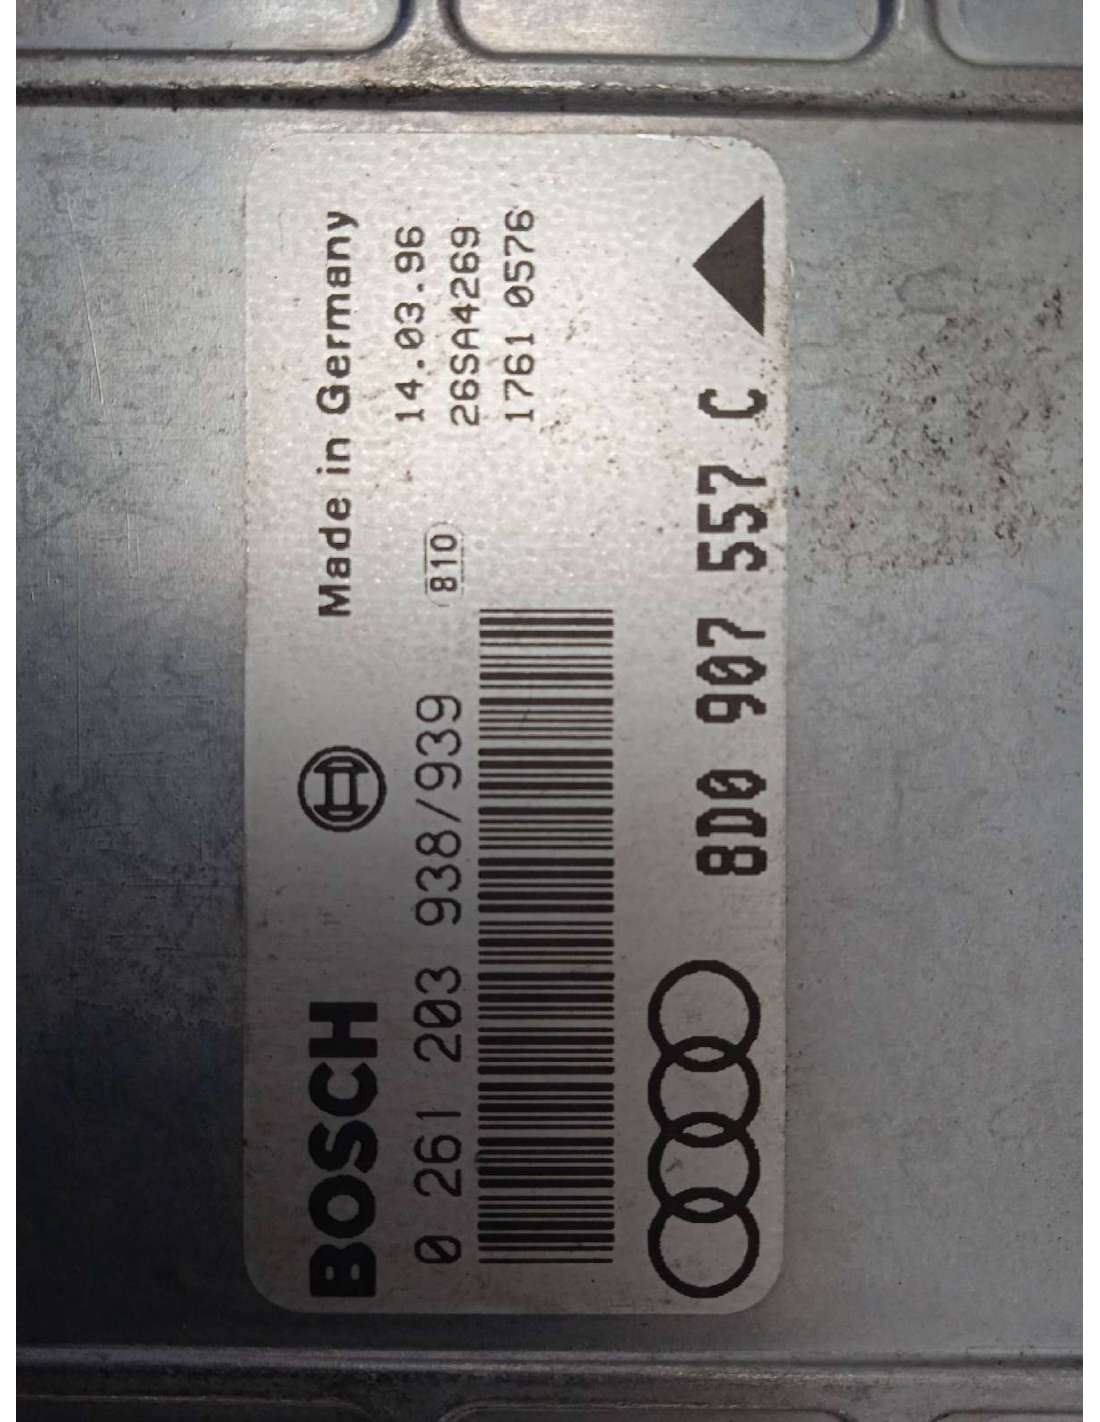 BOSCH
Made in Germany
0 261 203 938/939
810
14.03.96
26SA4269
1761 0576
8D0 907 557 C